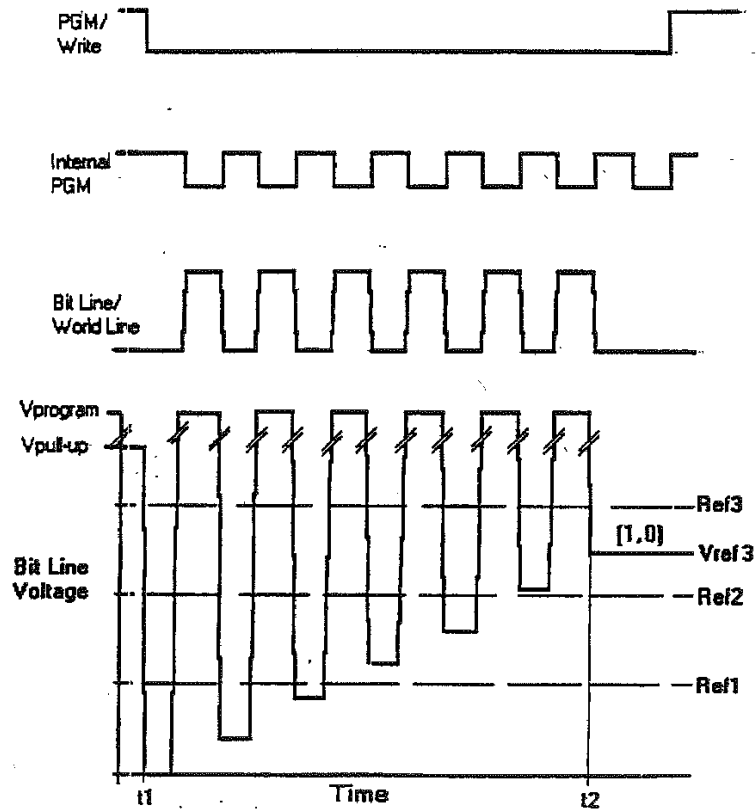 PGM/
Write
Internal
PGM
Bit Line/
World Line
Vprogram
Vpull-up
Ref3
[1,0]
Vref3
Bit Line
Voltage
Ref2
Ref1
t1
Time
t2